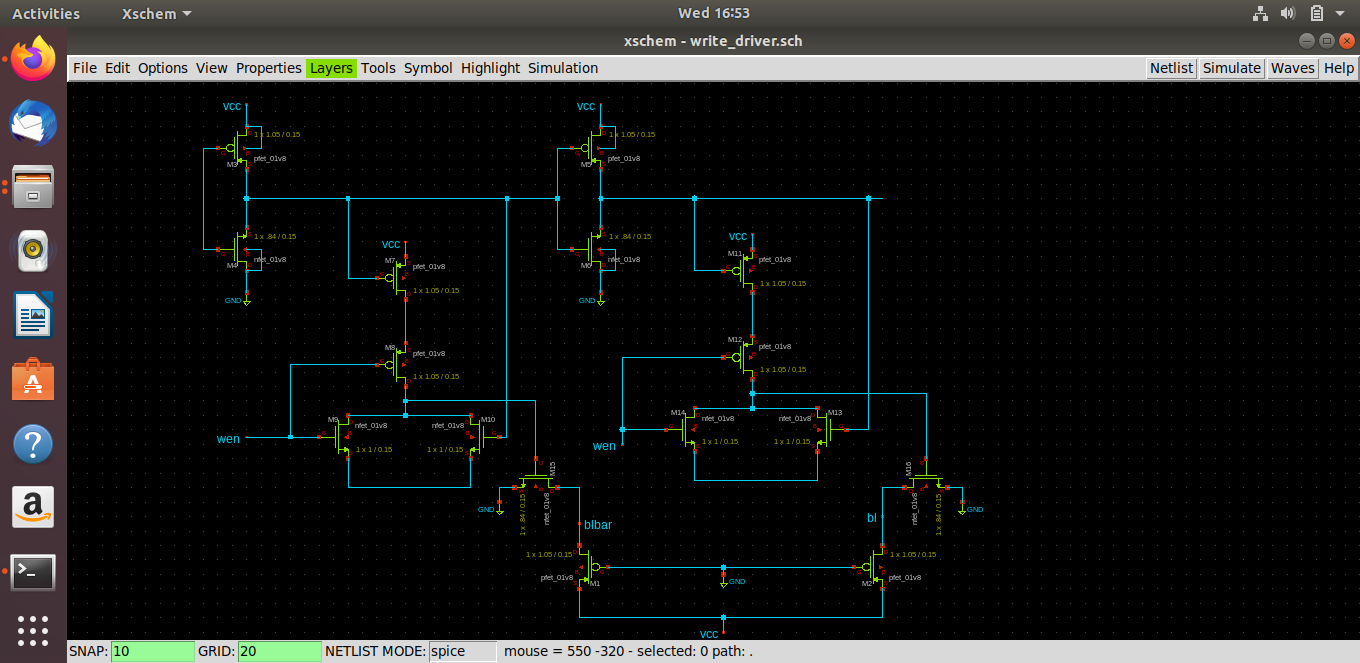 Activities Xschem Wed 16:53
xschem - write_driver.sch
File Edit Options View Properties Layers Tools Symbol Highlight Simulation Netlist Simulate Waves Help
vcc vcc
1 x 1.05 / 0.15 1 x 1.05 / 0.15
pfet_01v8 pfet_01v8
M3 M5
1 x .84 / 0.15 1 x .84 / 0.15
vcc vcc
nfet_01v8 nfet_01v8
M4 M6
M7 M11
pfet_01v8 pfet_01v8
1 x 1.05 / 0.15 1 x 1.05 / 0.15
GND GND
M8 M12
pfet_01v8 pfet_01v8
1 x 1.05 / 0.15 1 x 1.05 / 0.15
M9 M10 M14 M13
nfet_01v8 nfet_01v8 nfet_01v8 nfet_01v8
wen wen
1 x 1 / 0.15 1 x 1 / 0.15 1 x 1 / 0.15 1 x 1 / 0.15
M15 M16
nfet_01v8 nfet_01v8
1 x .84 / 0.15 1 x .84 / 0.15
GND GND
blbar bl
1 x 1.05 / 0.15 1 x 1.05 / 0.15
pfet_01v8 M1 GND M2 pfet_01v8
vcc
SNAP: 10 GRID: 20 NETLIST MODE: spice mouse = 550 -320 - selected: 0 path: .